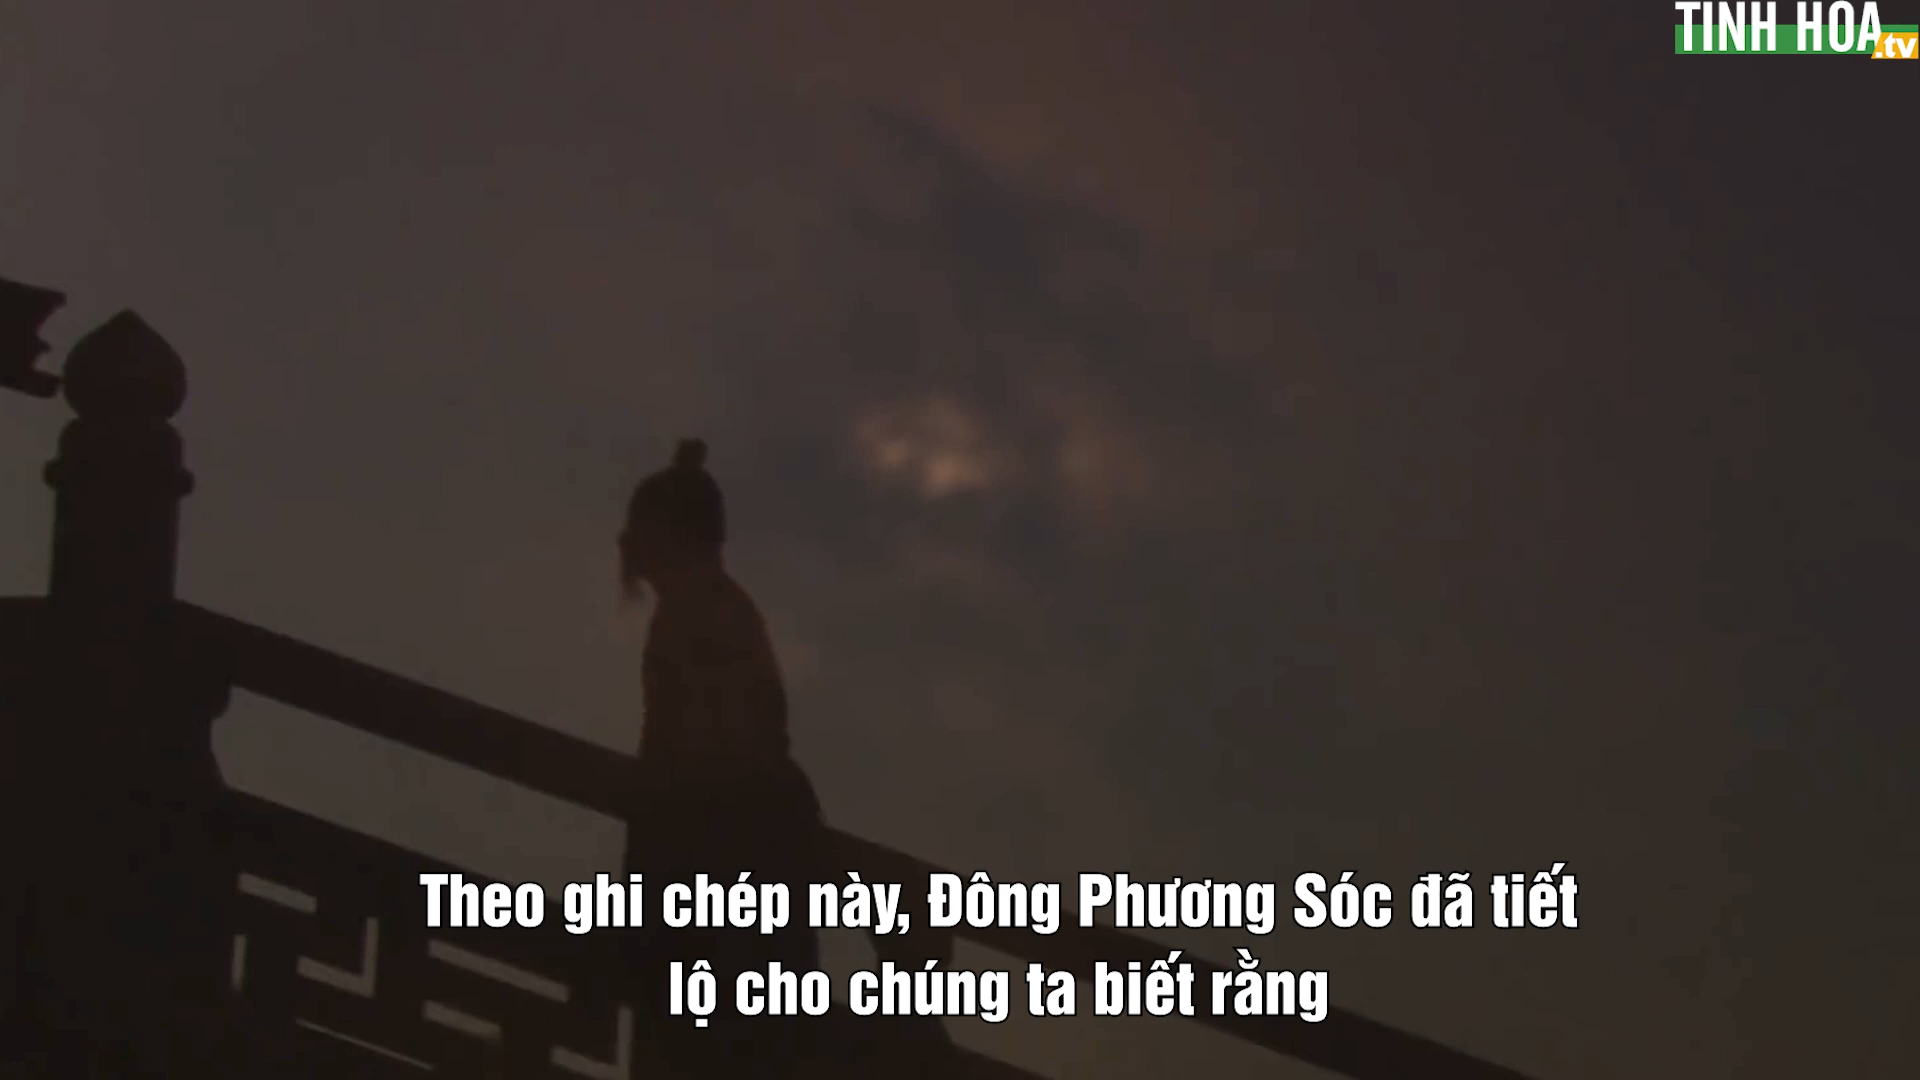 TINH HOA
.tv
Theo ghi chép này, Đông Phương Sóc đã tiết
lộ cho chúng ta biết rằng